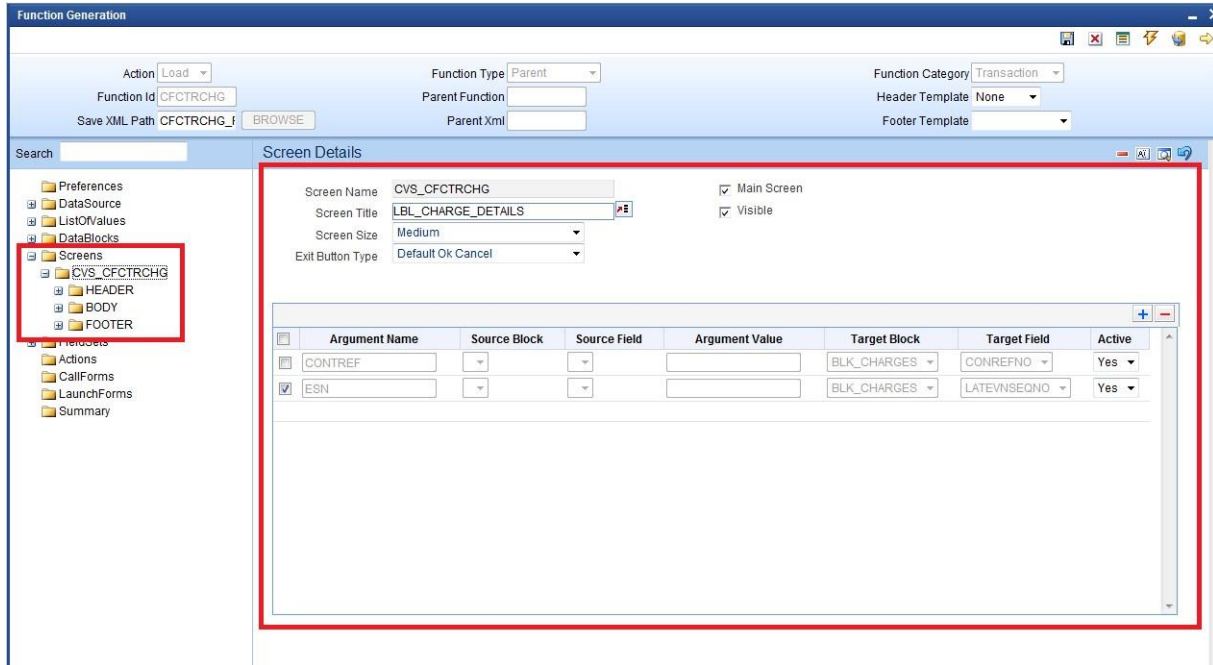 Function Generation
Action Load Function Type Parent Function Category Transaction
Function Id CFCTRCHG Parent Function Header Template None
Save XML Path CFCTRCHG_F BROWSE Parent Xml Footer Template
Search
Preferences
DataSource
ListOfValues
DataBlocks
Screens
CVS_CFCTRCHG
HEADER
BODY
FOOTER
FieldSets
Actions
CallForms
LaunchForms
Summary
Screen Details
Screen Name CVS_CFCTRCHG Main Screen
Screen Title LBL_CHARGE_DETAILS Visible
Screen Size Medium
Exit Button Type Default Ok Cancel
Argument Name Source Block Source Field Argument Value Target Block Target Field Active
CONTREF BLK_CHARGES CONREFNO Yes
ESN BLK_CHARGES LATEVNSEQNO Yes